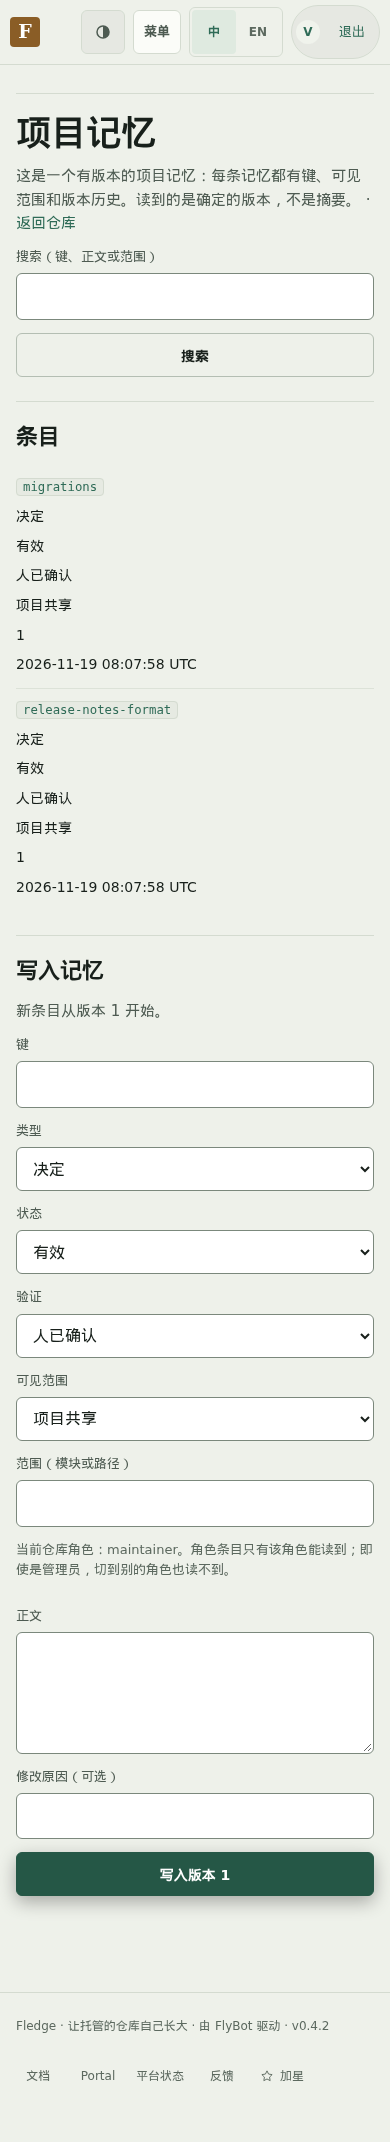 F
菜单
中
EN
V
退出
项目记忆
这是一个有版本的项目记忆：每条记忆都有键、可见
范围和版本历史。读到的是确定的版本，不是摘要。 ·
返回仓库
搜索（键、正文或范围）
搜索
条目
migrations
决定
有效
人已确认
项目共享
1
2026-11-19 08:07:58 UTC
release-notes-format
决定
有效
人已确认
项目共享
1
2026-11-19 08:07:58 UTC
写入记忆
新条目从版本 1 开始。
键
类型
决定
状态
有效
验证
人已确认
可见范围
项目共享
范围（模块或路径）
当前仓库角色：maintainer。角色条目只有该角色能读到；即
使是管理员，切到别的角色也读不到。
正文
修改原因（可选）
写入版本 1
Fledge · 让托管的仓库自己长大 · 由 FlyBot 驱动 · v0.4.2
文档
Portal
平台状态
反馈
加星